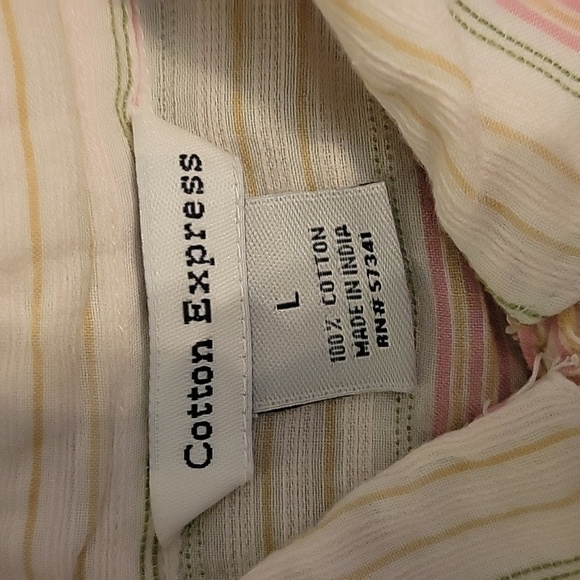 Cotton Express
L
100% COTTON
MADE IN INDIA
RN# 57341